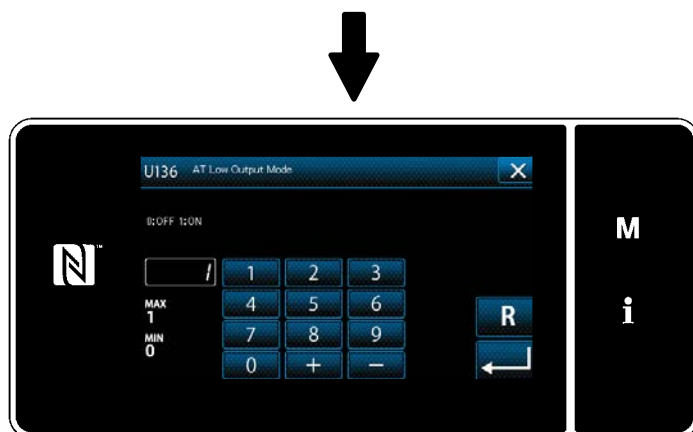 U136 AT Low Output Mode
0:OFF 1:ON
1
MAX
1
MIN
0
1 2 3
4 5 6
7 8 9
0 + −
R
M
i